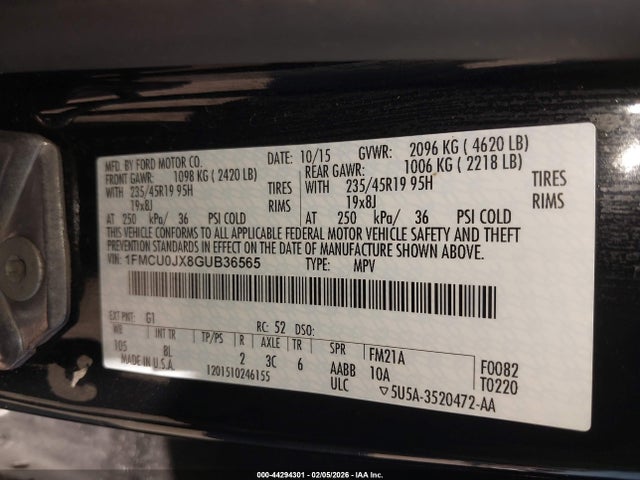 MFD. BY FORD MOTOR CO.
DATE: 10/15 GVWR: 2096 KG ( 4620 LB)
FRONT GAWR: 1098 KG ( 2420 LB)
REAR GAWR: 1006 KG ( 2218 LB)
WITH 235/45R19 95H TIRES
WITH 235/45R19 95H TIRES
19x8J RIMS
19x8J RIMS
AT 250 kPa/ 36 PSI COLD
AT 250 kPa/ 36 PSI COLD
THIS VEHICLE CONFORMS TO ALL APPLICABLE FEDERAL MOTOR VEHICLE SAFETY AND THEFT
PREVENTION STANDARDS IN EFFECT ON THE DATE OF MANUFACTURE SHOWN ABOVE.
1FMCU0JX8GUB36565 TYPE: MPV
EXT PNT: G1 RC: 52 DSO:
WB INT TR TP/PS R AXLE TR SPR FM21A F0082
105 8L 2 3C 6 AABB 10A T0220
MADE IN U.S.A. 1201510246155 ULC ▽5U5A-3520472-AA
000-44294301 - 02/05/2026 - IAA Inc.